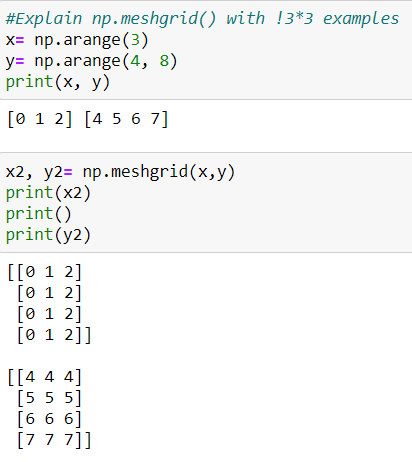 #Explain np.meshgrid() with !3*3 examples
x= np.arange(3)
y= np.arange(4, 8)
print(x, y)
[0 1 2] [4 5 6 7]
x2, y2= np.meshgrid(x,y)
print(x2)
print()
print(y2)
[[0 1 2]
 [0 1 2]
 [0 1 2]
 [0 1 2]]
[[4 4 4]
 [5 5 5]
 [6 6 6]
 [7 7 7]]